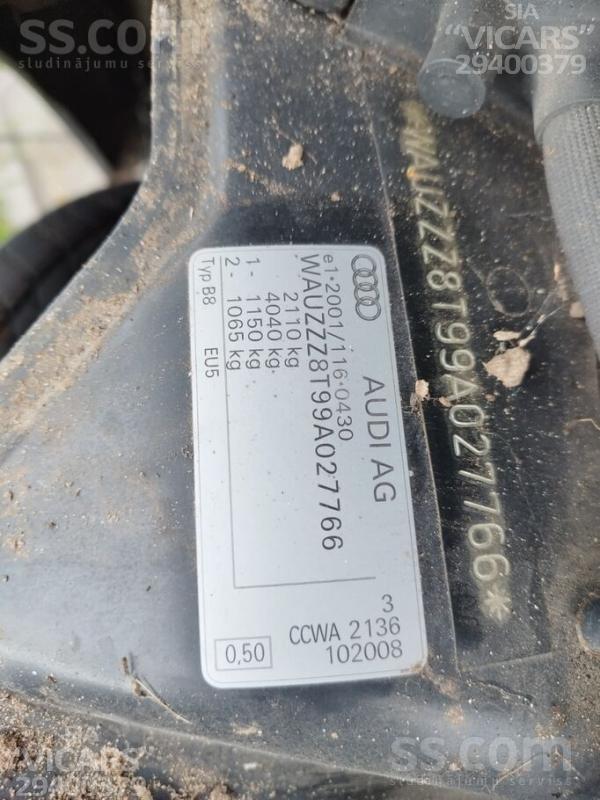 ss.com
sludinājumu serviss
SIA
"VICARS"
29400379
*WAUZZZ8T99A027766*
AUDI AG
WAUZZZ8T99A027766
e1*2001/116*0430
2110 kg
4040 kg
1- 1150 kg
2- 1065 kg
Typ B8 EU5
3
CCWA 2136
102008
0,50
SIA
"VICARS"
29400379
ss.com
sludinājumu serviss